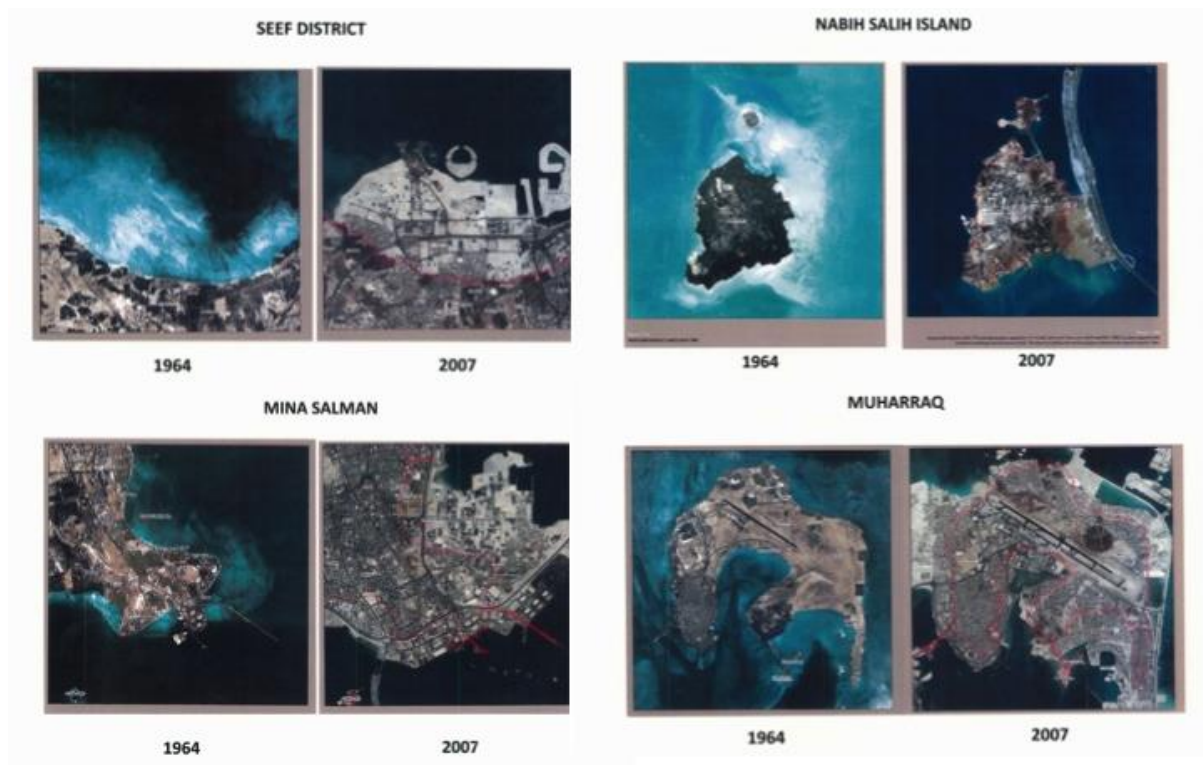 SEEF DISTRICT
NABIH SALIH ISLAND
1964
2007
1964
2007
MINA SALMAN
MUHARRAQ
1964
2007
1964
2007